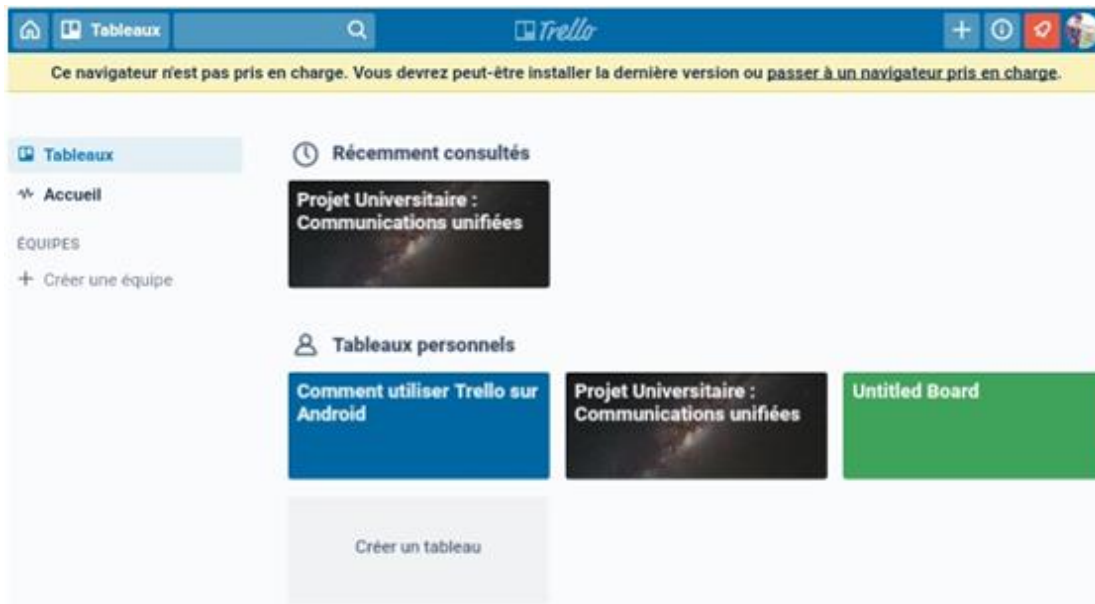 Tableaux
Trello
Ce navigateur n'est pas pris en charge. Vous devrez peut-être installer la dernière version ou passer à un navigateur pris en charge.
Tableaux
Accueil
ÉQUIPES
+ Créer une équipe
Récemment consultés
Projet Universitaire :
Communications unifiées
Tableaux personnels
Comment utiliser Trello sur
Android
Projet Universitaire :
Communications unifiées
Untitled Board
Créer un tableau